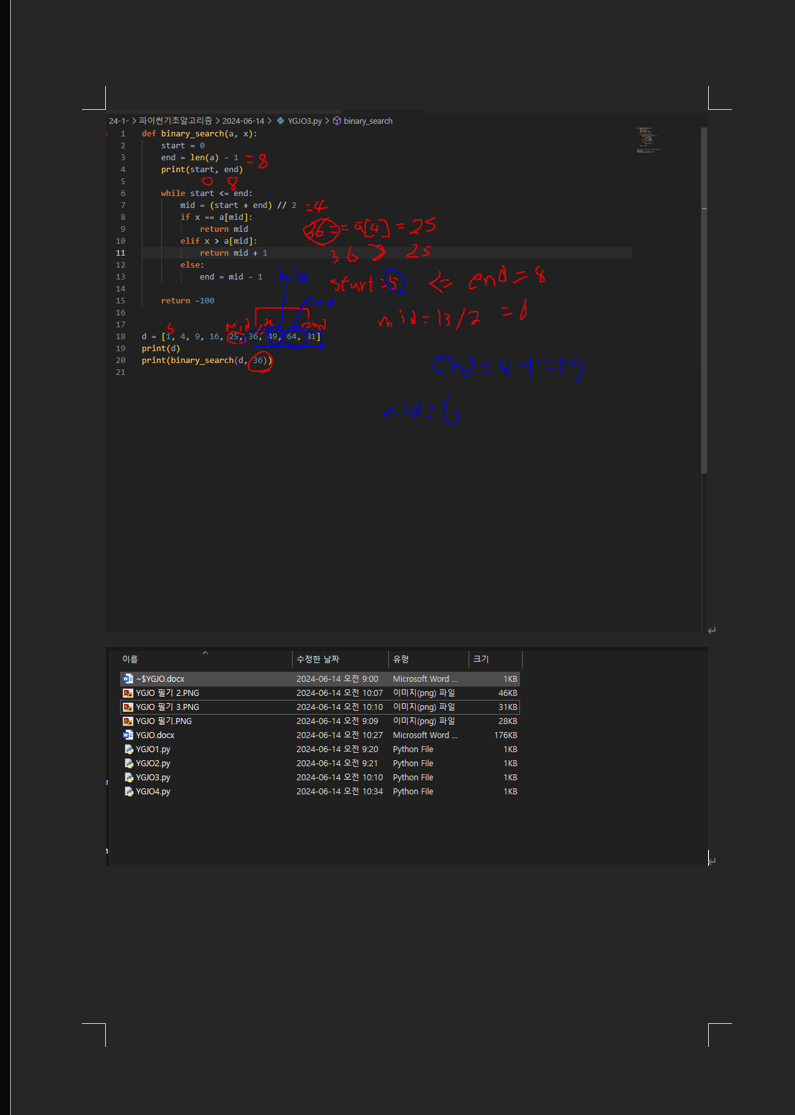 24-1- > 파이썬기초알고리즘 > 2024-06-14 > YGJO3.py > binary_search
1 def binary_search(a, x):
2 start = 0
3 end = len(a) - 1 = 8
4 print(start, end)
5 0 8
6 while start <= end:
7 mid = (start + end) // 2 = 4
8 if x == a[mid]:
9 return mid 36 == a[4] = 25
10 elif x > a[mid]:
11 return mid + 1 36 > 25
12 else:
13 end = mid - 1 start = 5 <= end = 8
14
15 return -100
mid = 13/2 = 6
16
17 mid end
18 d = [1, 4, 9, 16, 25, 36, 49, 64, 31]
19 print(d)
20 print(binary_search(d, 36))
21
mid = 6
이름 수정한 날짜 유형 크기
~$YGJO.docx 2024-06-14 오전 9:00 Microsoft Word ... 1KB
YGJO 필기 2.PNG 2024-06-14 오전 10:07 이미지(png) 파일 46KB
YGJO 필기 3.PNG 2024-06-14 오전 10:10 이미지(png) 파일 31KB
YGJO 필기.PNG 2024-06-14 오전 9:09 이미지(png) 파일 28KB
YGJO.docx 2024-06-14 오전 10:27 Microsoft Word ... 176KB
YGJO1.py 2024-06-14 오전 9:20 Python File 1KB
YGJO2.py 2024-06-14 오전 9:21 Python File 1KB
YGJO3.py 2024-06-14 오전 10:10 Python File 1KB
YGJO4.py 2024-06-14 오전 10:34 Python File 1KB